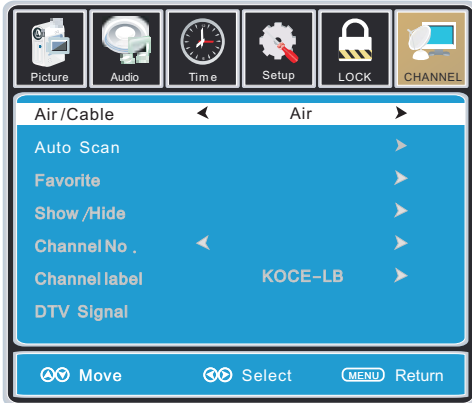 Picture Audio Time Setup LOCK CHANNEL
Air/Cable Air
Auto Scan
Favorite
Show /Hide
Channel No .
Channel label KOCE-LB
DTV Signal
Move Select MENU Return